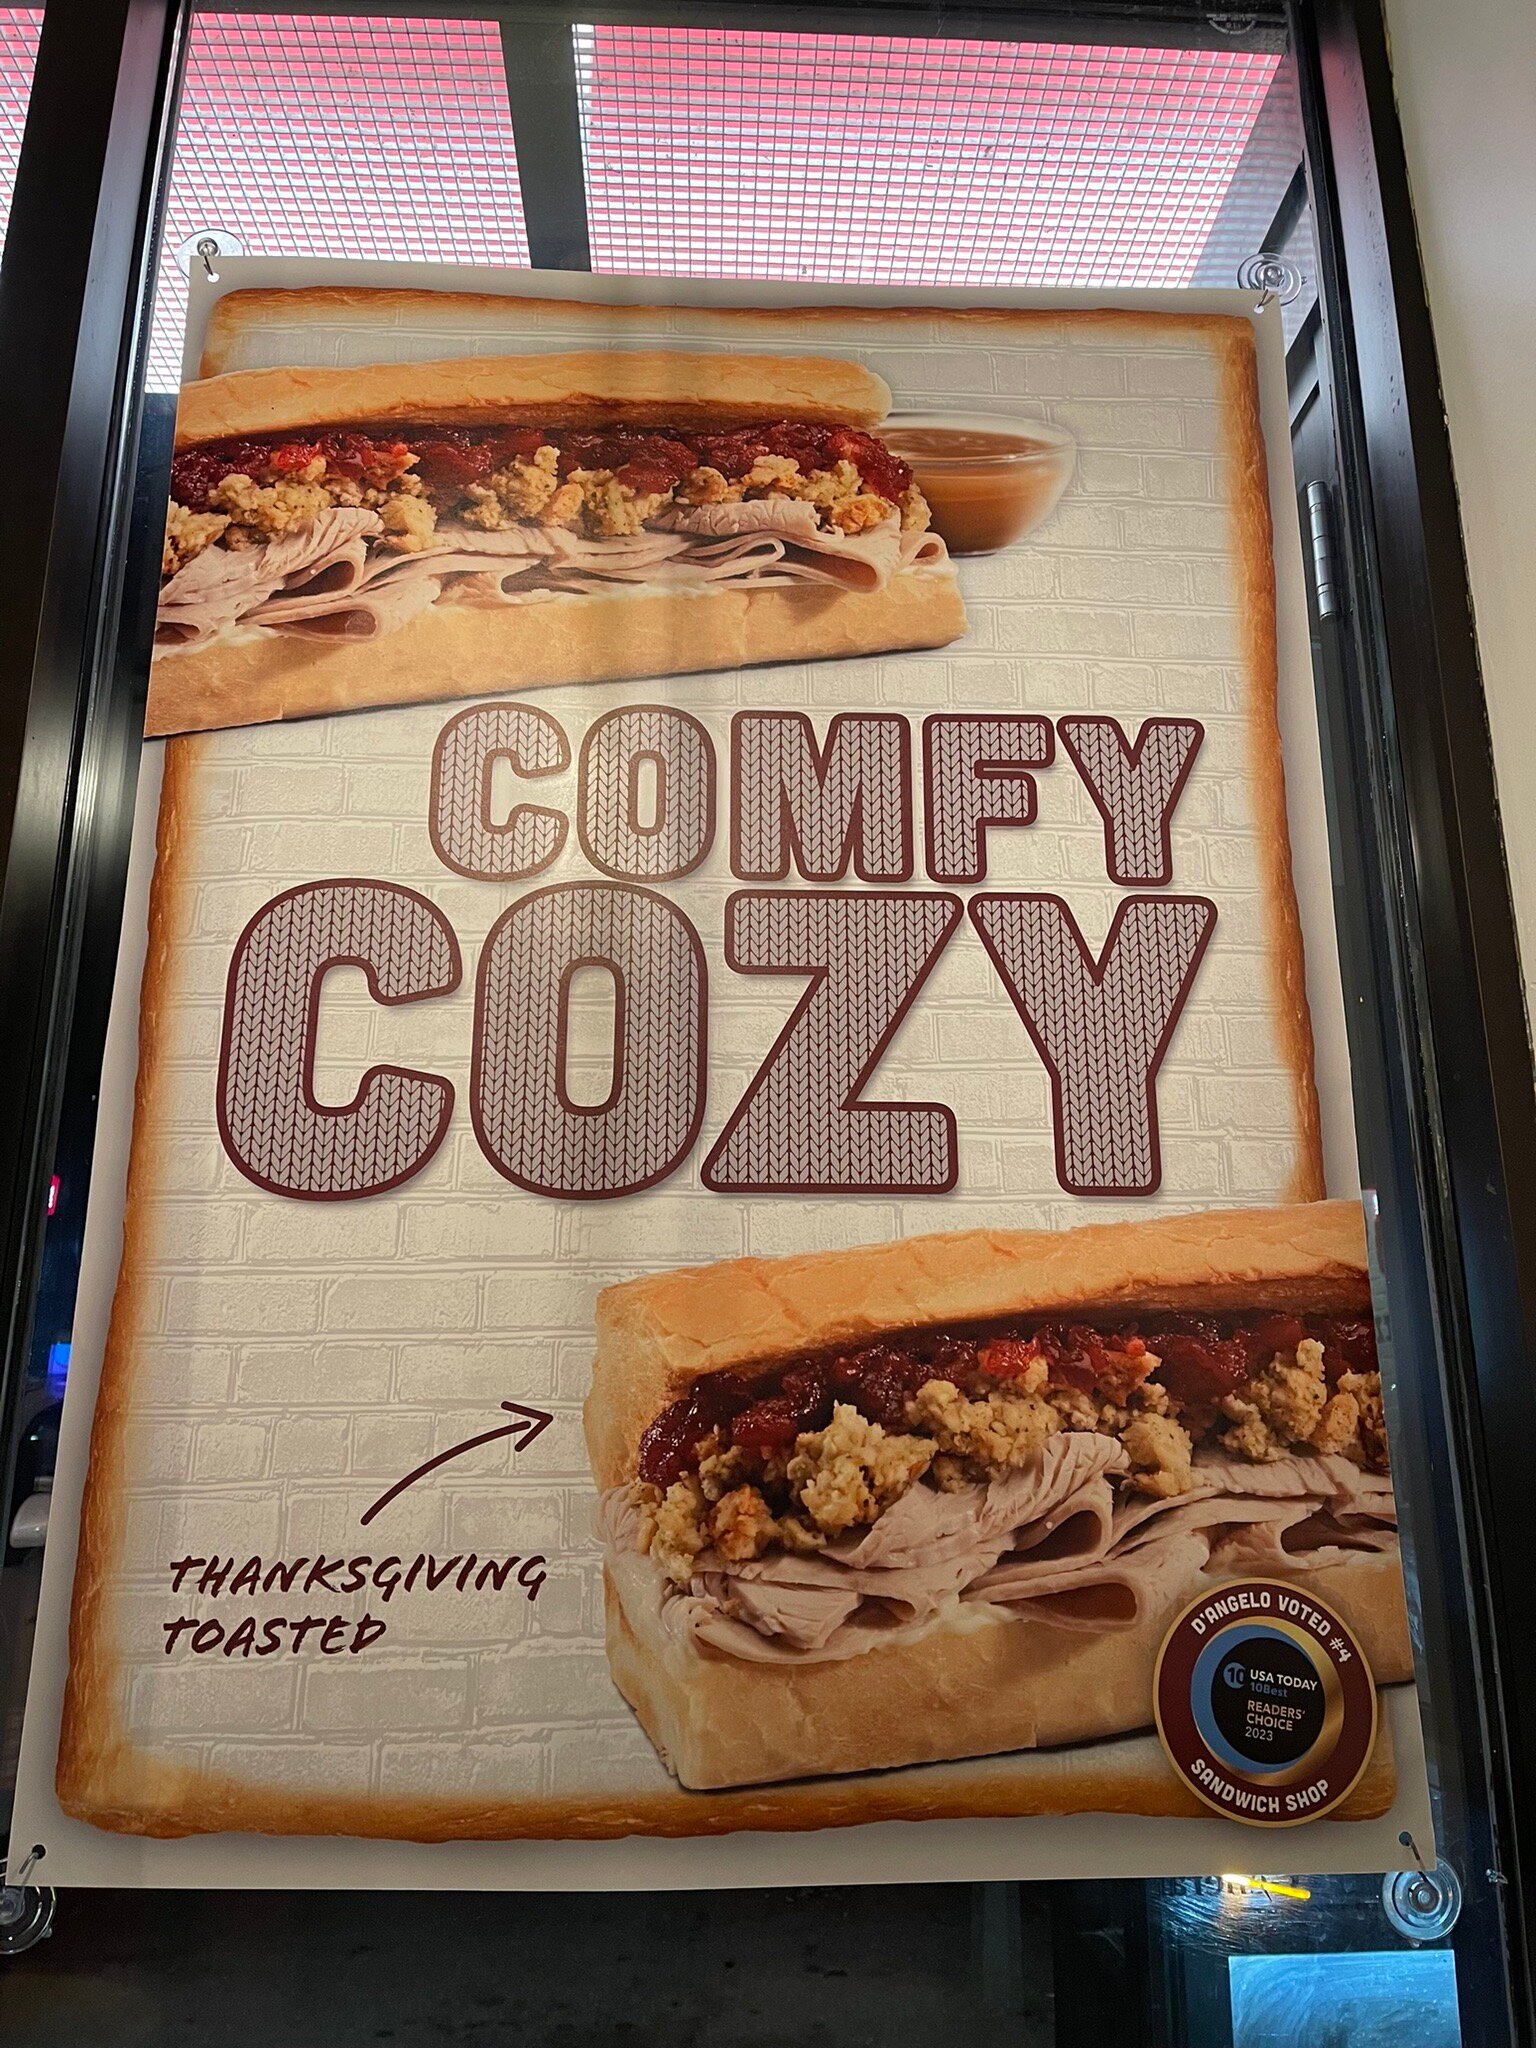 COMFY
COZY
THANKSGIVING
TOASTED
D'ANGELO VOTED #4
10 USA TODAY
10Best
READERS'
CHOICE
2023
SANDWICH SHOP